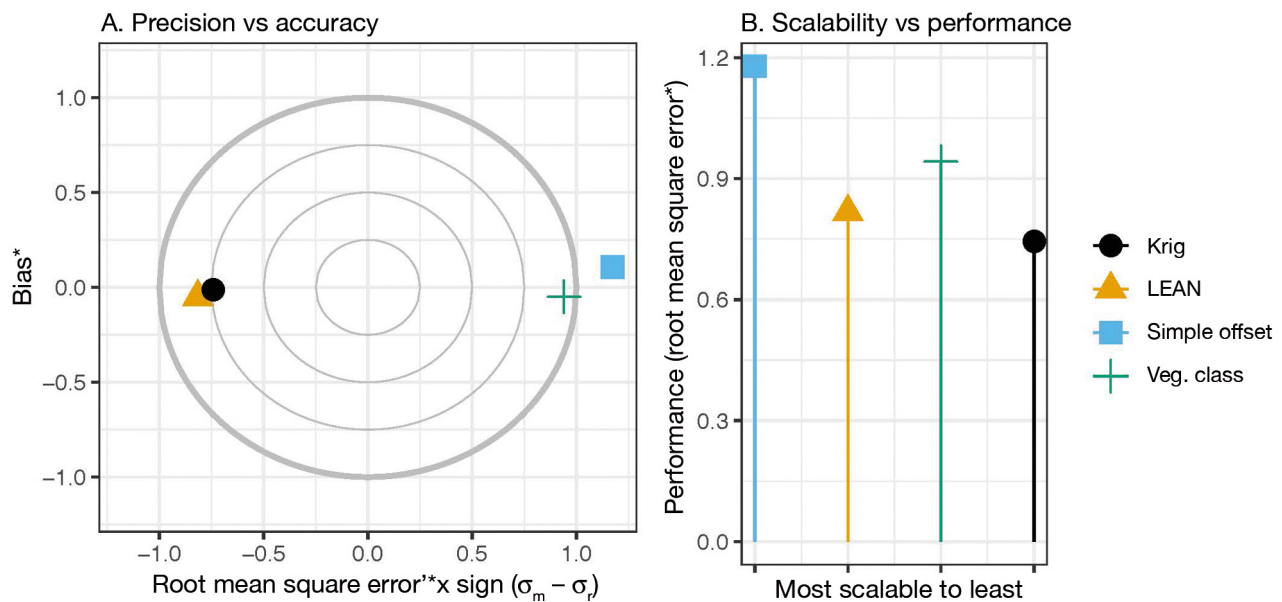 A. Precision vs accuracy
1.0
0.5
0.0
−0.5
−1.0
Bias*
−1.0 −0.5 0.0 0.5 1.0
Root mean square error’*x sign (σm − σr)
B. Scalability vs performance
1.2
0.9
0.6
0.3
0.0
Performance (root mean square error*)
Most scalable to least
Krig
LEAN
Simple offset
Veg. class